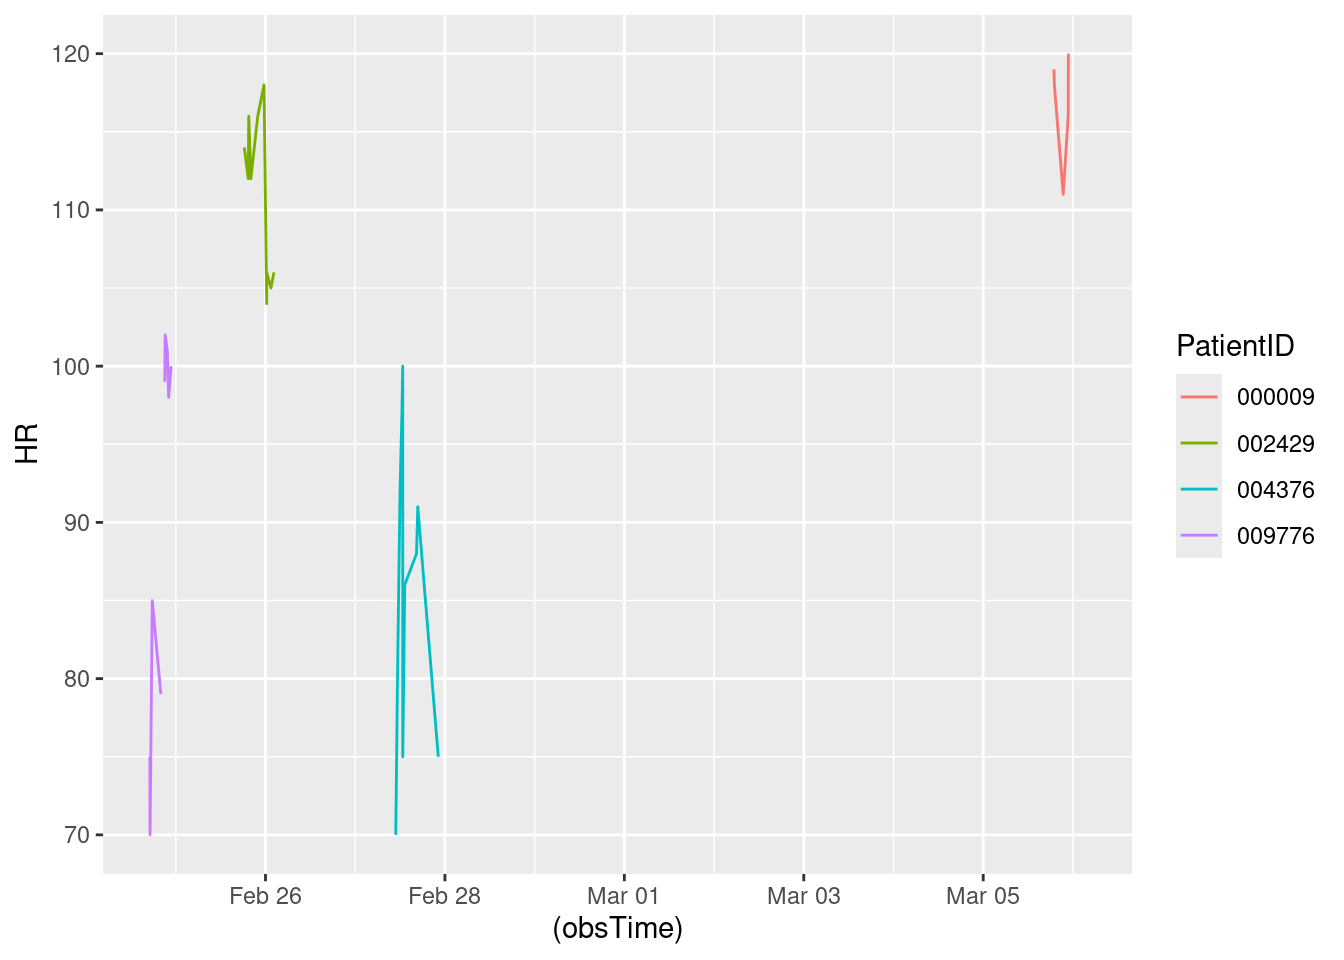 120
110
100
90
80
70
HR
Feb 26
Feb 28
Mar 01
Mar 03
Mar 05
(obsTime)
PatientID
000009
002429
004376
009776